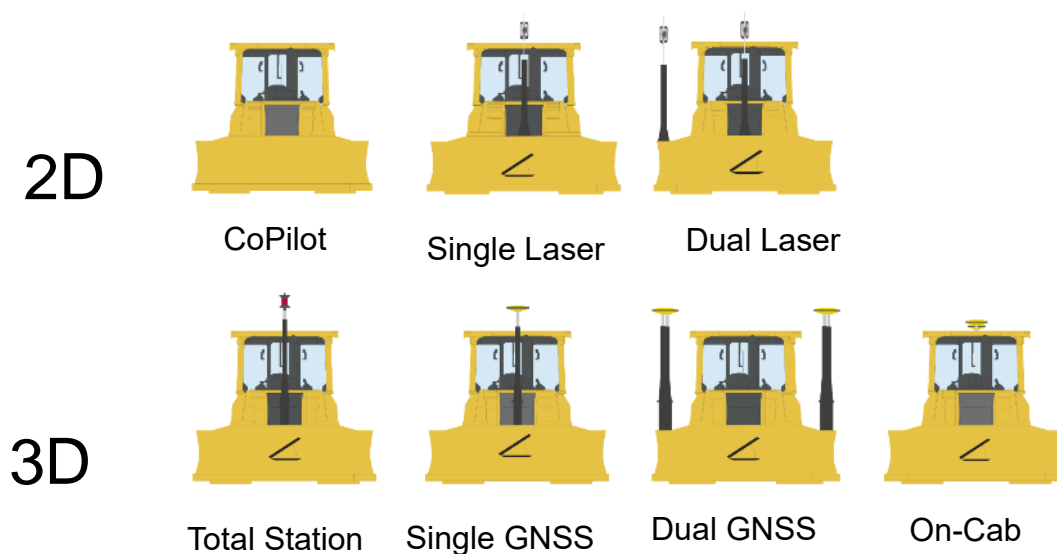 2D
CoPilot
Single Laser
Dual Laser
3D
Total Station
Single GNSS
Dual GNSS
On-Cab